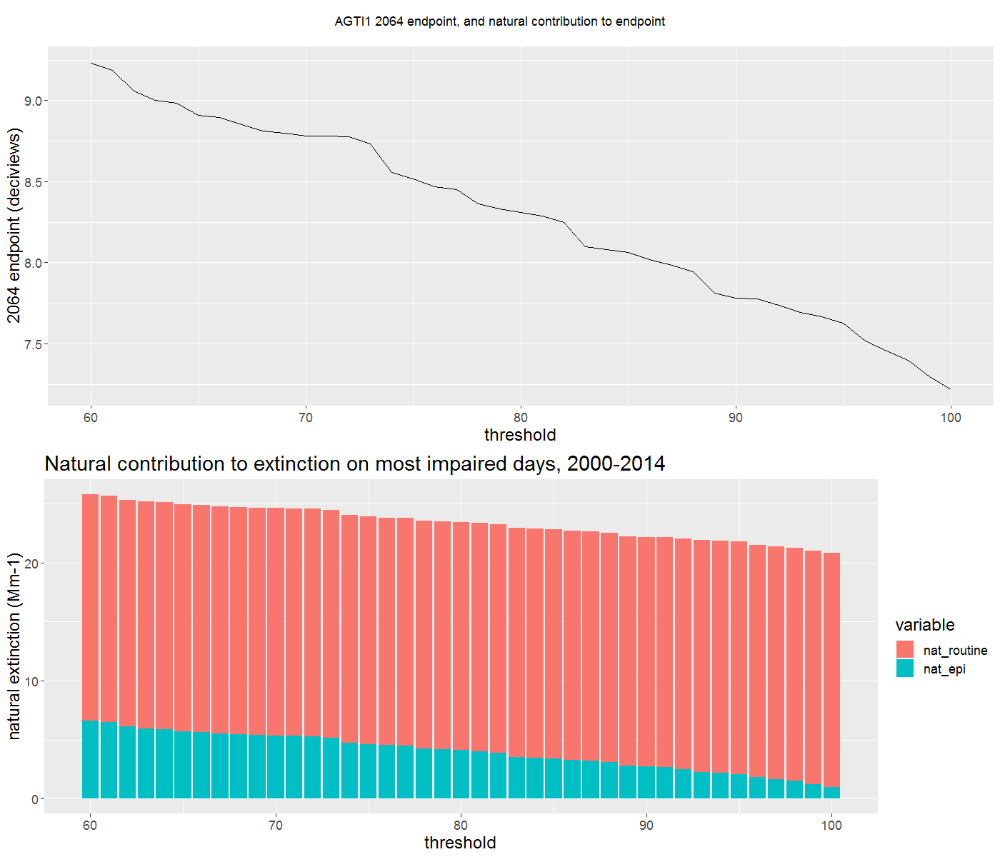 AGTI1 2064 endpoint, and natural contribution to endpoint
2064 endpoint (deciviews)
9.0
8.5
8.0
7.5
60 70 80 90 100
threshold
Natural contribution to extinction on most impaired days, 2000-2014
natural extinction (Mm-1)
20
10
0
60 70 80 90 100
threshold
variable
nat_routine
nat_epi